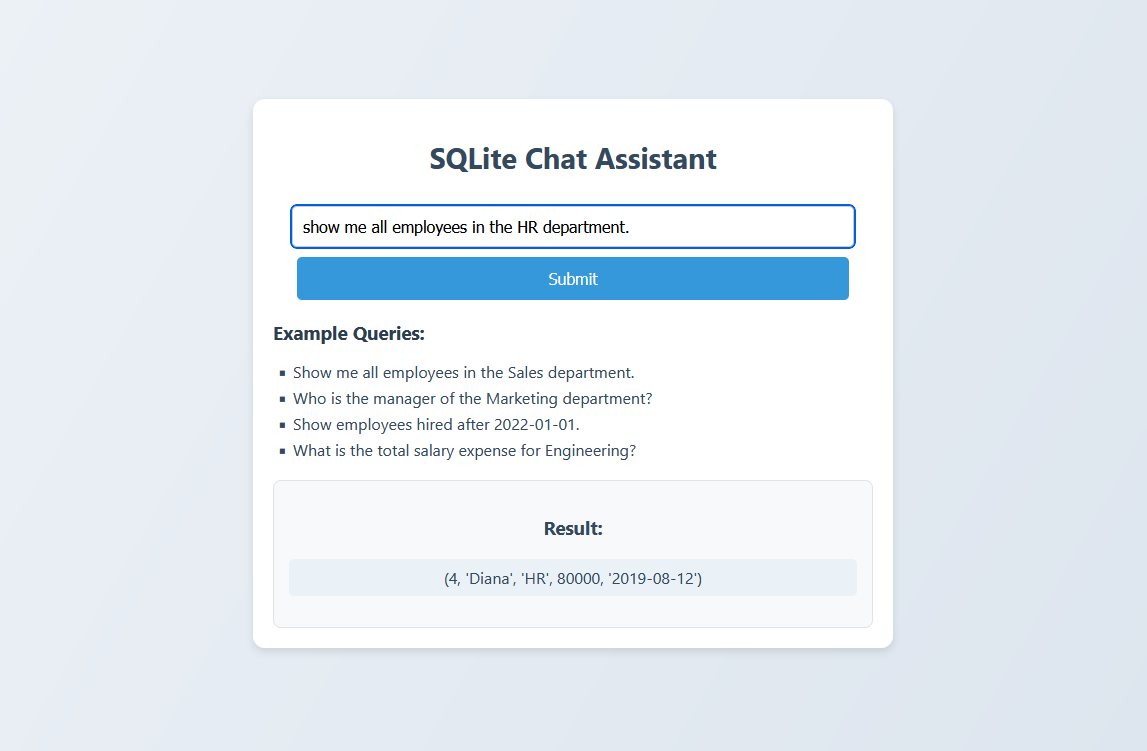 SQLite Chat Assistant
show me all employees in the HR department.
Submit
Example Queries:
Show me all employees in the Sales department.
Who is the manager of the Marketing department?
Show employees hired after 2022-01-01.
What is the total salary expense for Engineering?
Result:
(4, 'Diana', 'HR', 80000, '2019-08-12')